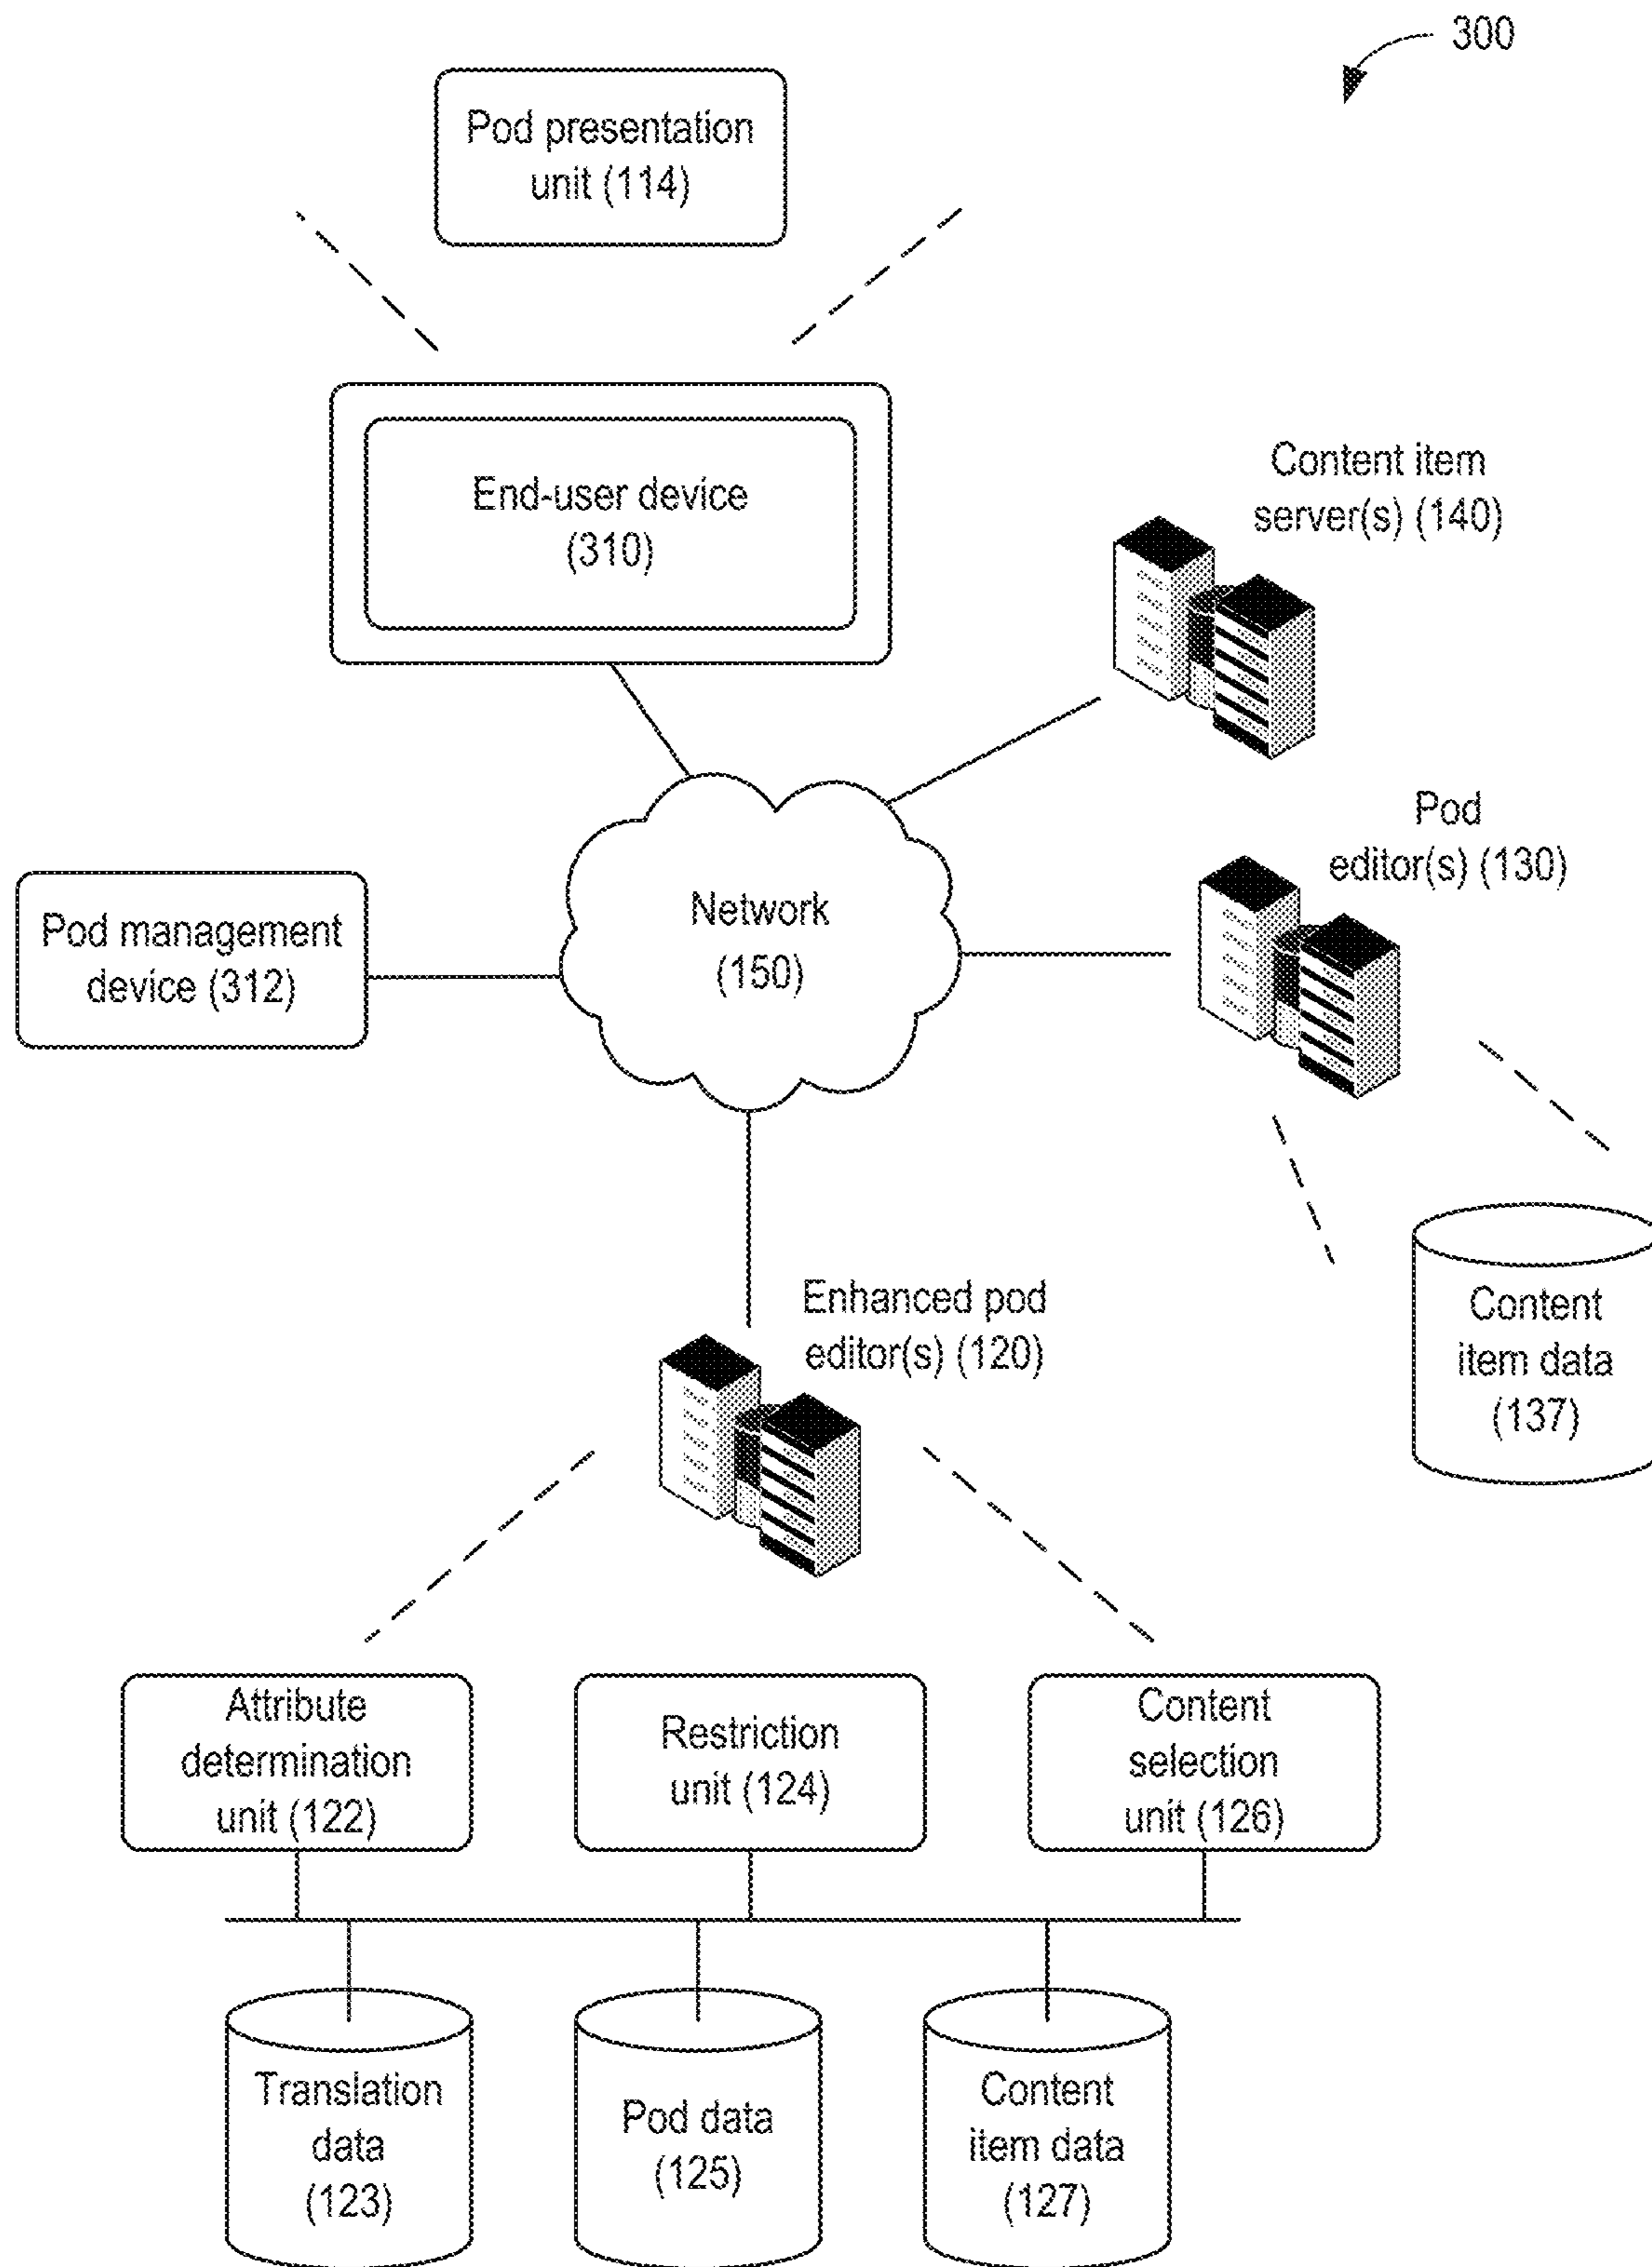 300
Pod presentation
unit (114)
End-user device
(310)
Content item
server(s) (140)
Pod
editor(s) (130)
Network
(150)
Pod management
device (312)
Enhanced pod
editor(s) (120)
Content
item data
(137)
Attribute
determination
unit (122)
Restriction
unit (124)
Content
selection
unit (126)
Translation
data
(123)
Pod data
(125)
Content
item data
(127)